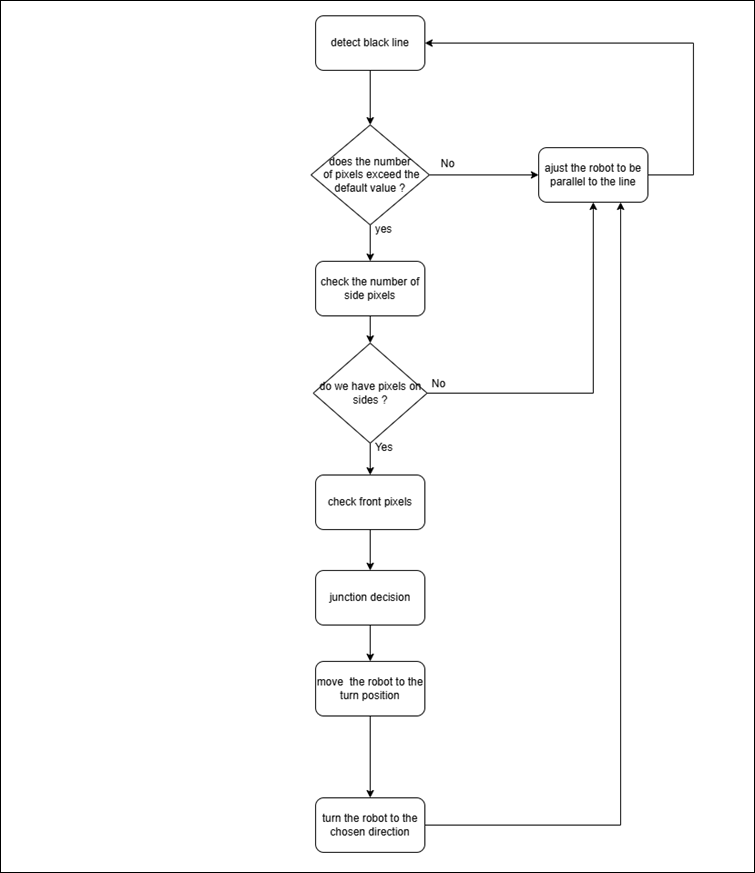 detect black line
does the number
of pixels exceed the
default value ?
No
ajust the robot to be
parallel to the line
yes
check the number of
side pixels
do we have pixels on
sides ?
No
Yes
check front pixels
junction decision
move  the robot to the
turn position
turn the robot to the
chosen direction